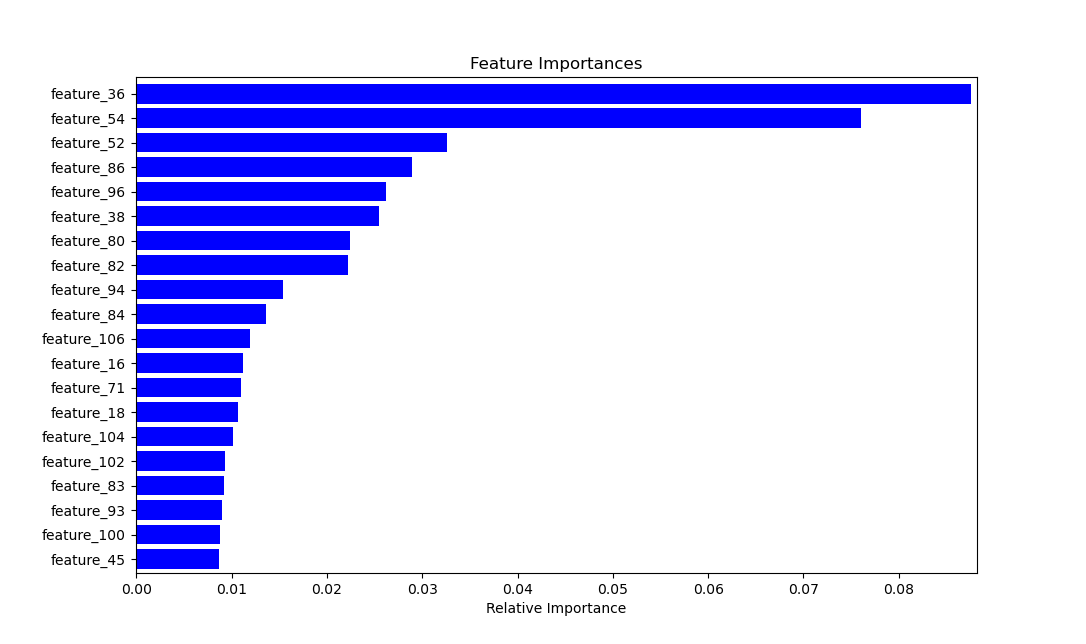 Feature Importances
feature_36
feature_54
feature_52
feature_86
feature_96
feature_38
feature_80
feature_82
feature_94
feature_84
feature_106
feature_16
feature_71
feature_18
feature_104
feature_102
feature_83
feature_93
feature_100
feature_45
0.00 0.01 0.02 0.03 0.04 0.05 0.06 0.07 0.08
Relative Importance